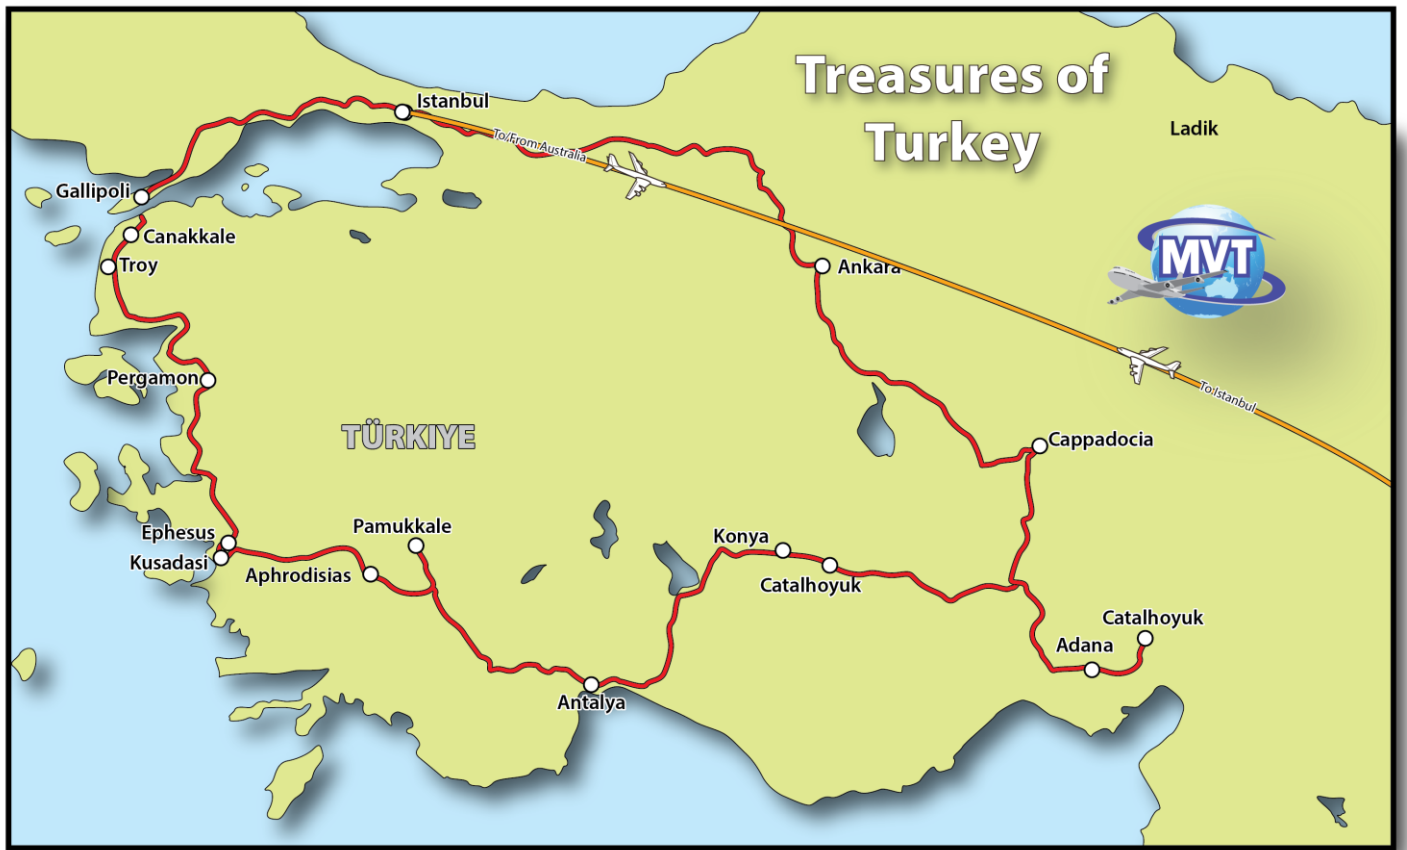 Treasures of
Turkey
Istanbul
Ladik
To/From Australia
Gallipoli
Canakkale
Troy
Ankara
MVT
Pergamon
To Istanbul
TÜRKIYE
Cappadocia
Ephesus
Pamukkale
Konya
Kusadasi
Aphrodisias
Catalhoyuk
Catalhoyuk
Adana
Antalya